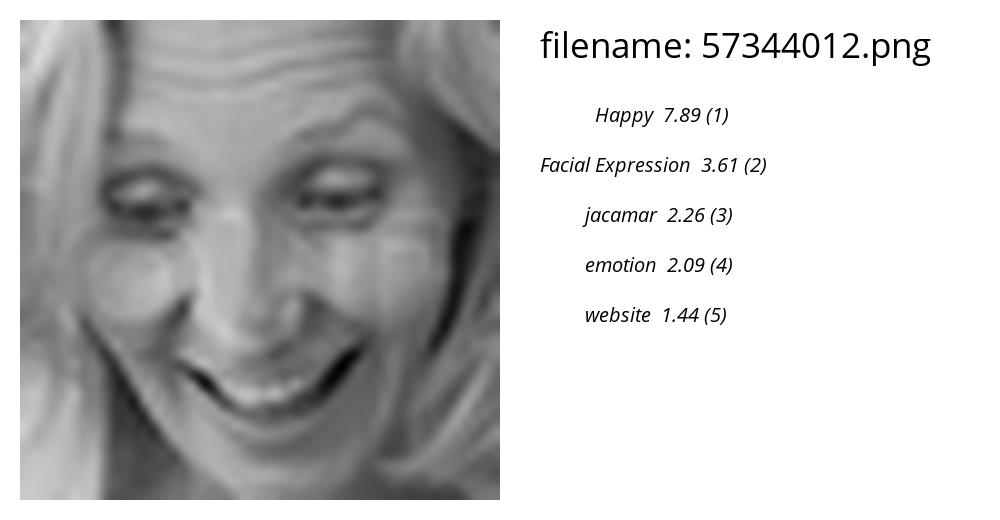 filename: 57344012.png
Happy 7.89 (1)
Facial Expression 3.61 (2)
jacamar 2.26 (3)
emotion 2.09 (4)
website 1.44 (5)